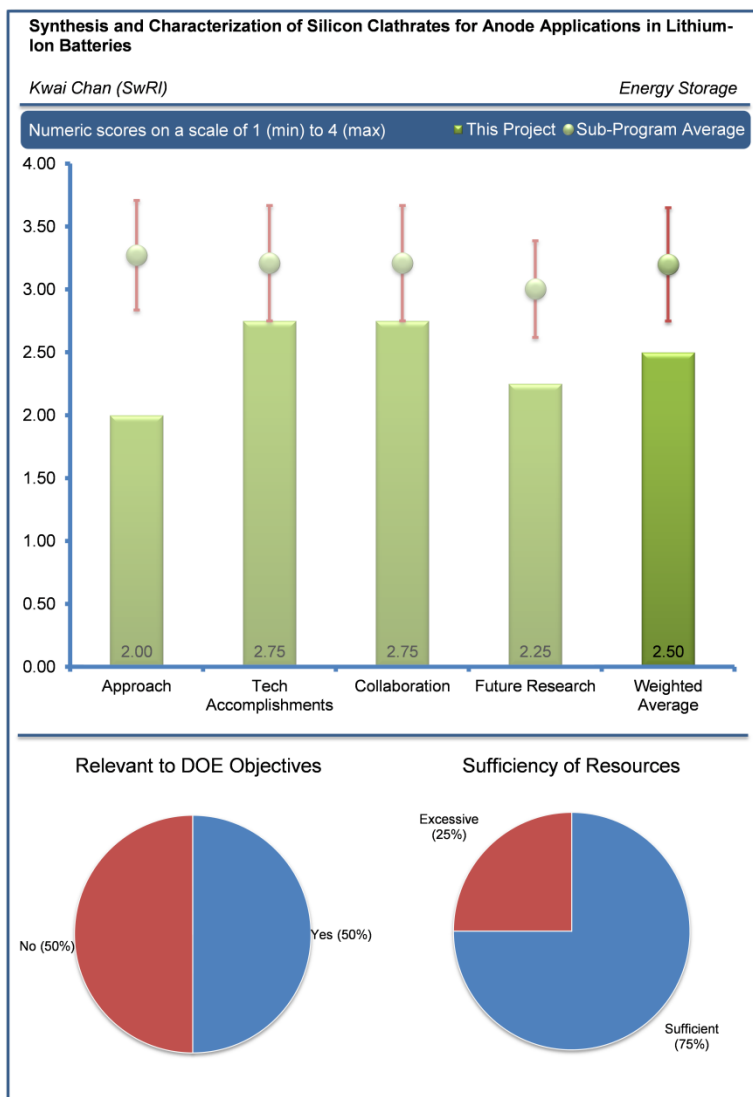 Synthesis and Characterization of Silicon Clathrates for Anode Applications in Lithium-
Ion Batteries
Kwai Chan (SwRI) Energy Storage
Numeric scores on a scale of 1 (min) to 4 (max) This Project Sub-Program Average
4.00
3.50
3.00
2.50
2.00
1.50
1.00
0.50
0.00
2.00 2.75 2.75 2.25 2.50
Approach Tech Collaboration Future Research Weighted
Accomplishments Average
Relevant to DOE Objectives Sufficiency of Resources
Excessive
(25%)
No (50%) Yes (50%)
Sufficient
(75%)